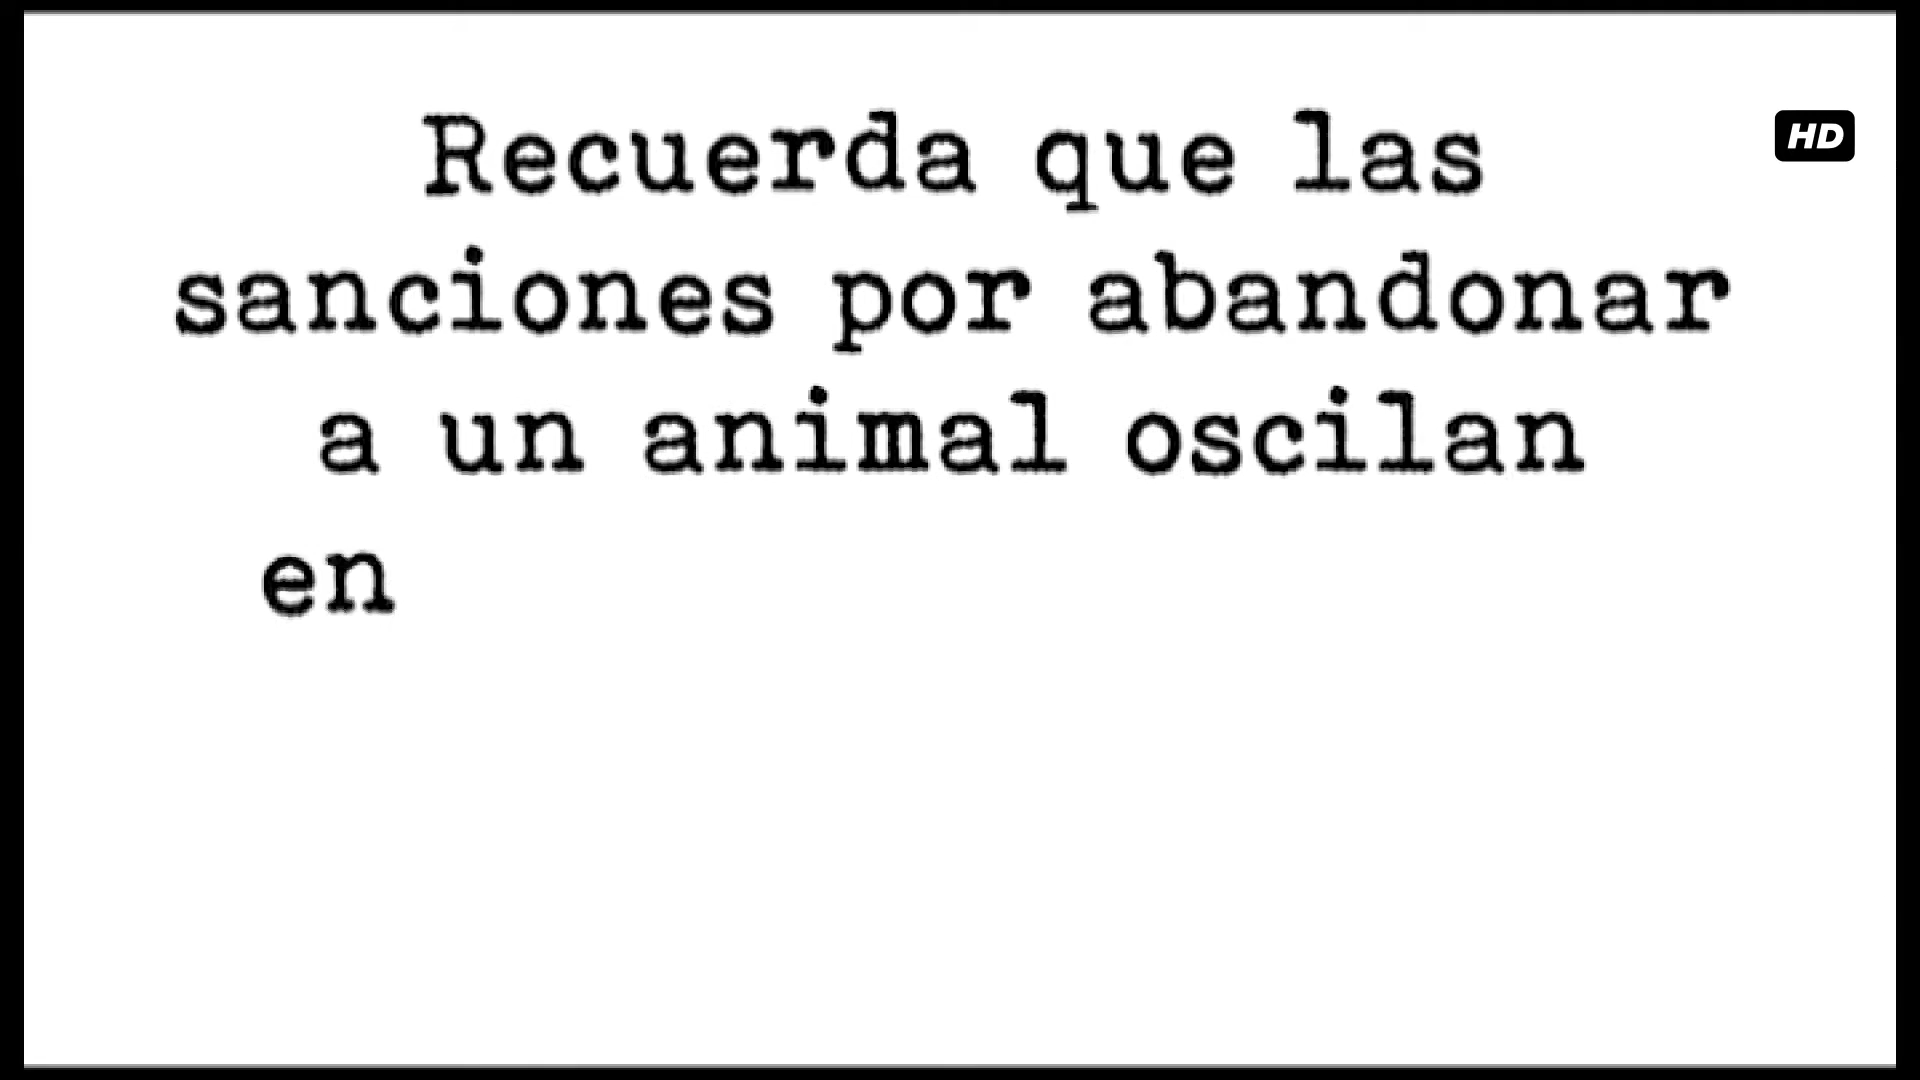 Recuerda que las
HD
sanciones por abandonar
a un animal oscilan
en